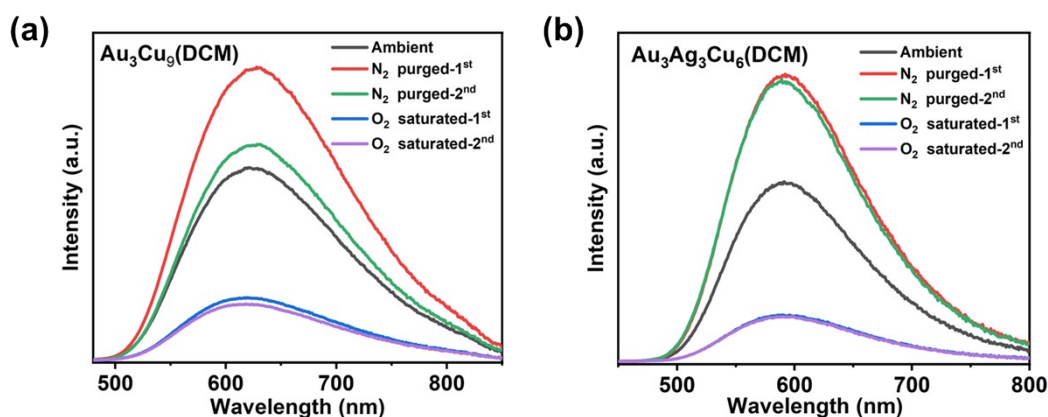 (a)
Au₃Cu₉(DCM)
Ambient
N₂ purged-1ˢᵗ
N₂ purged-2ⁿᵈ
O₂ saturated-1ˢᵗ
O₂ saturated-2ⁿᵈ
Intensity (a.u.)
500 600 700 800
Wavelength (nm)
(b)
Au₃Ag₃Cu₆(DCM)
Ambient
N₂ purged-1ˢᵗ
N₂ purged-2ⁿᵈ
O₂ saturated-1ˢᵗ
O₂ saturated-2ⁿᵈ
Intensity (a.u.)
500 600 700 800
Wavelength (nm)